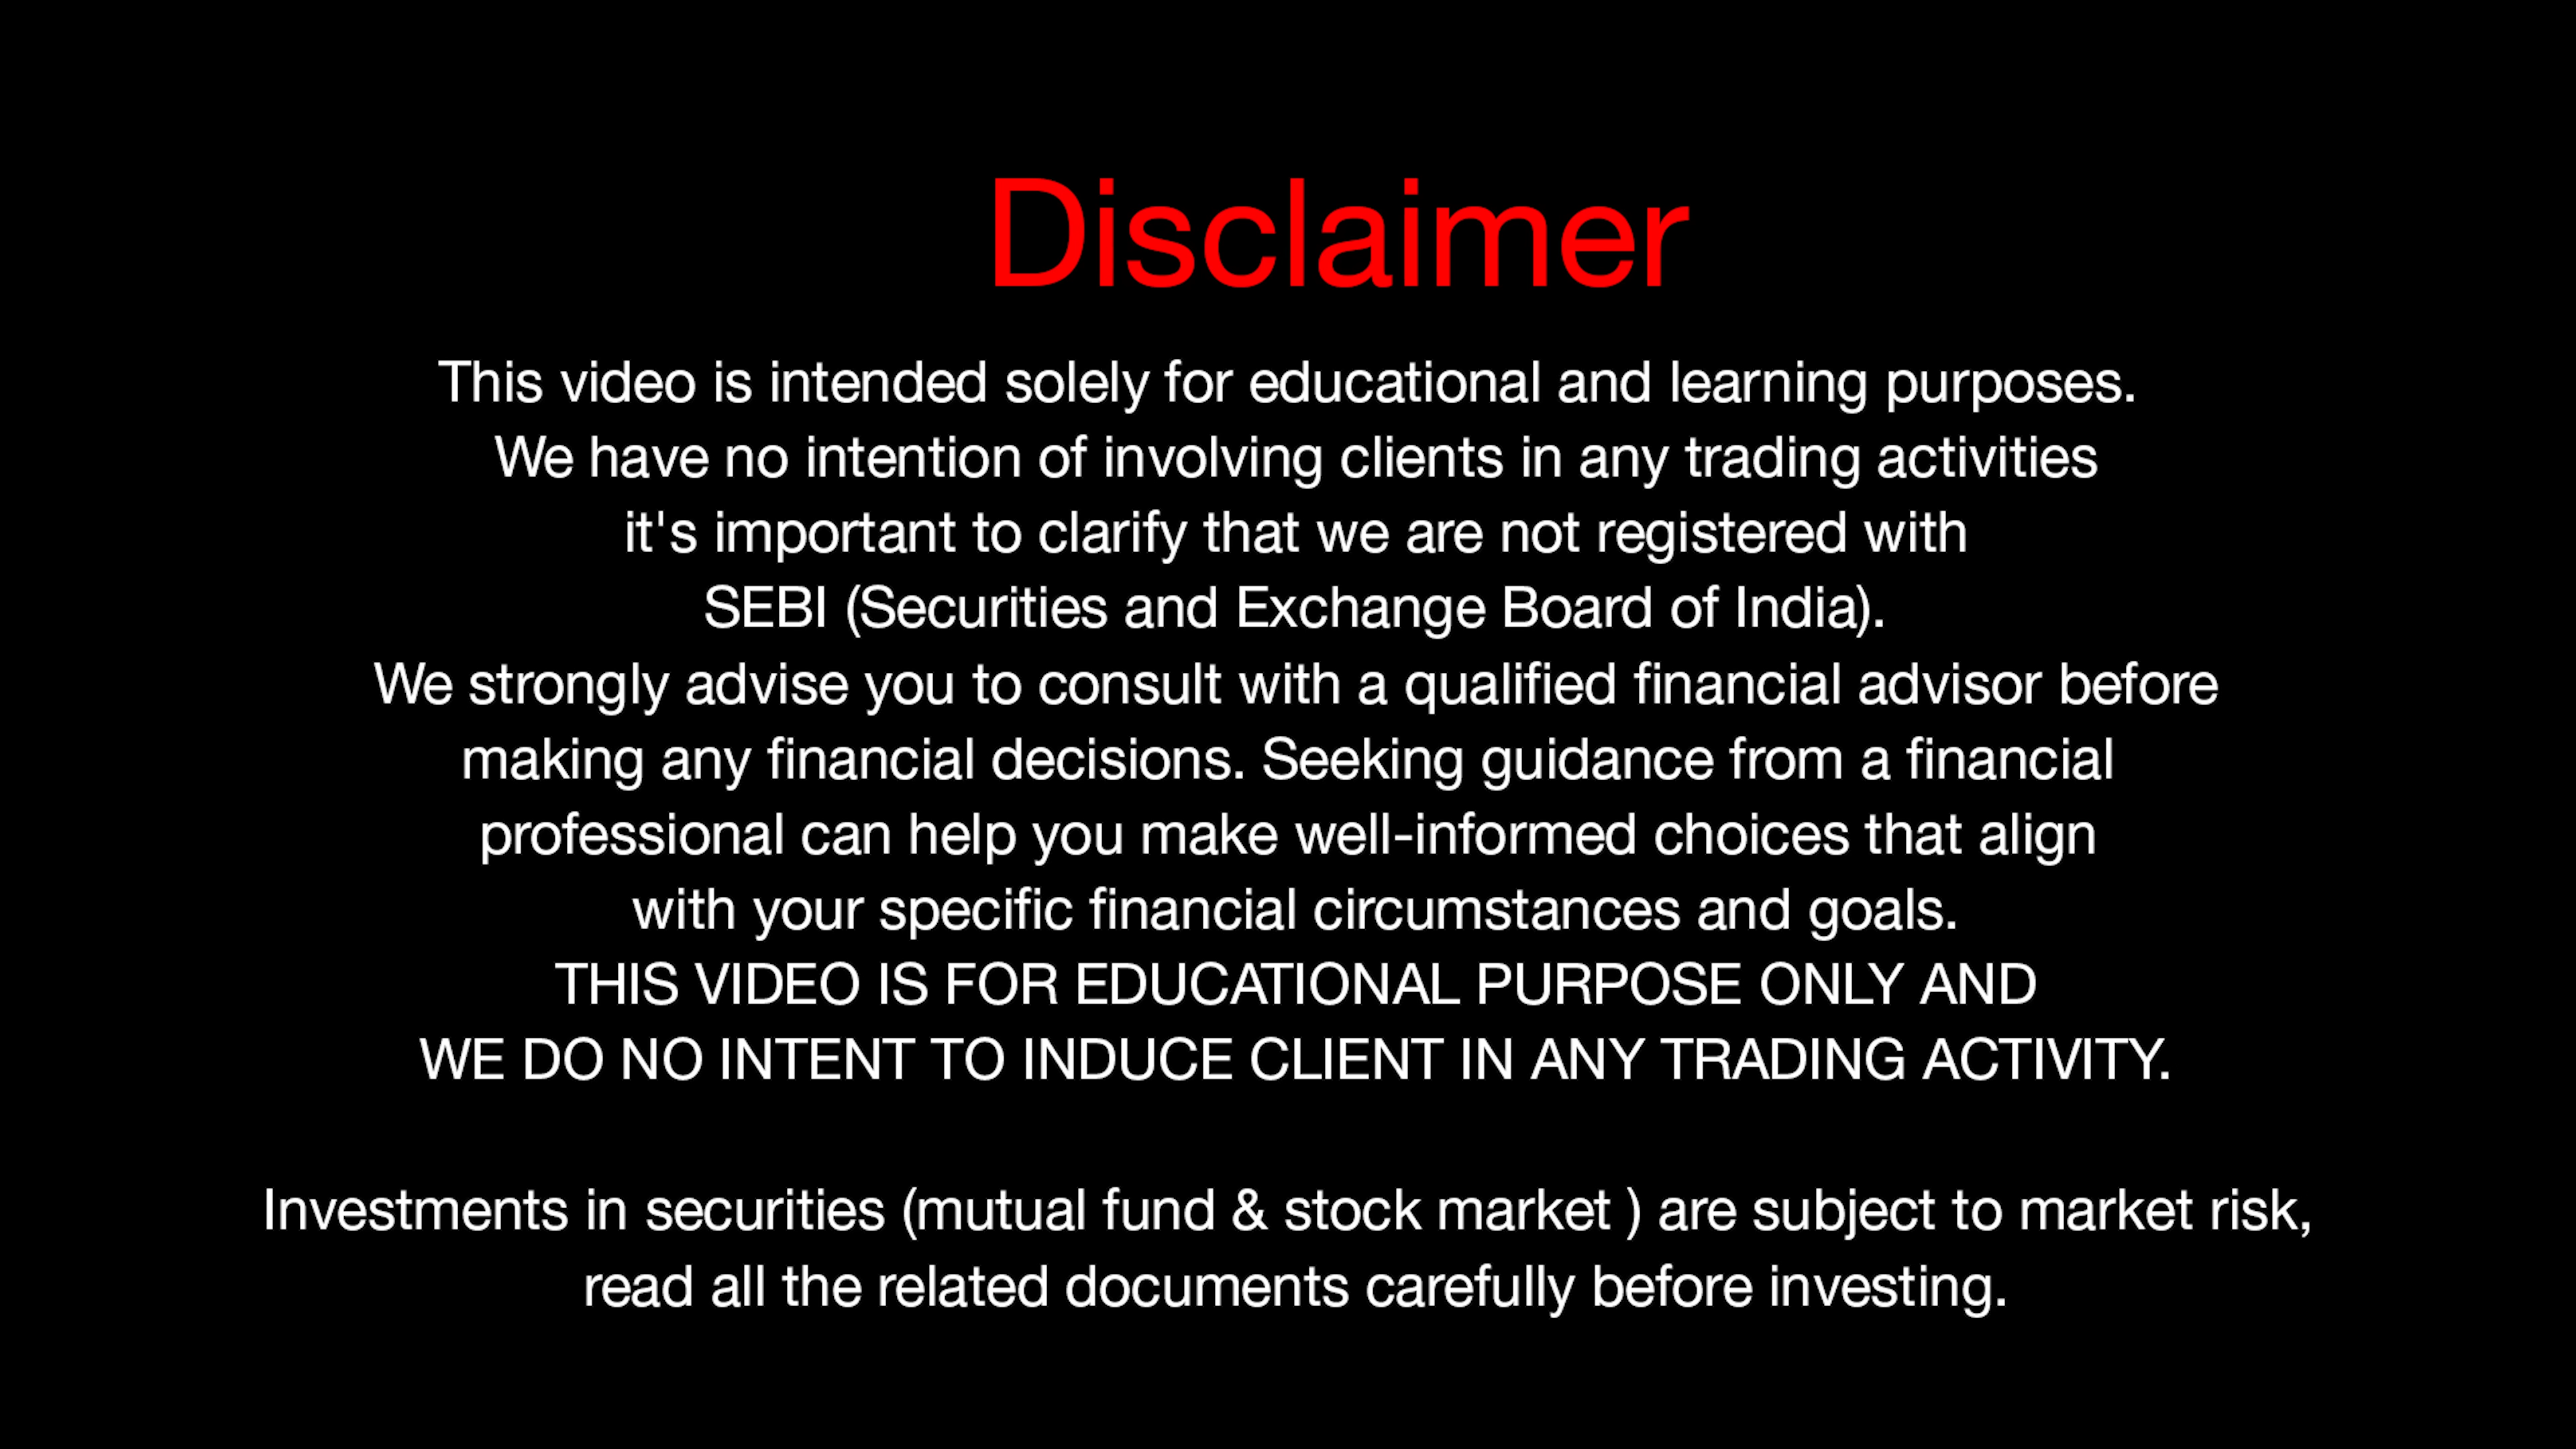 Disclaimer
This video is intended solely for educational and learning purposes.
We have no intention of involving clients in any trading activities
it's important to clarify that we are not registered with
SEBI (Securities and Exchange Board of India).
We strongly advise you to consult with a qualified financial advisor before
making any financial decisions. Seeking guidance from a financial
professional can help you make well-informed choices that align
with your specific financial circumstances and goals.
THIS VIDEO IS FOR EDUCATIONAL PURPOSE ONLY AND
WE DO NO INTENT TO INDUCE CLIENT IN ANY TRADING ACTIVITY.
Investments in securities (mutual fund & stock market ) are subject to market risk,
read all the related documents carefully before investing.